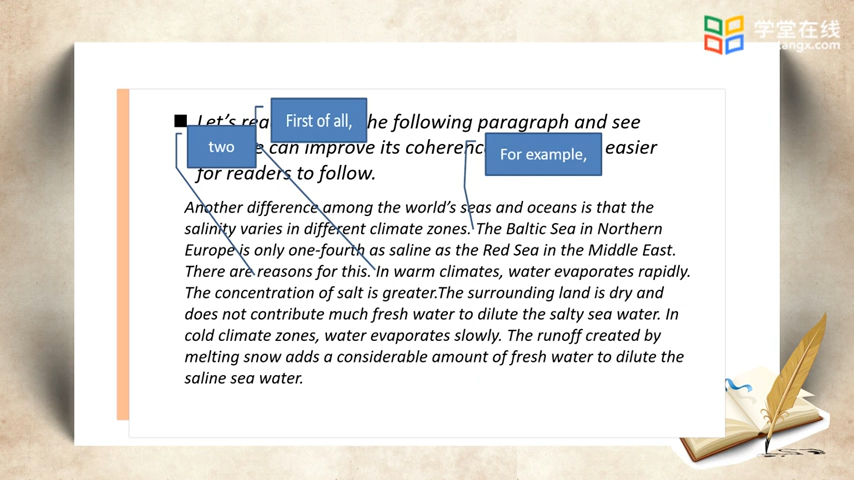 学堂在线
tangx.com
■ Let's rea First of all, he following paragraph and see
two e can improve its coherenc For example, easier
for readers to follow.
Another difference among the world's seas and oceans is that the
salinity varies in different climate zones. The Baltic Sea in Northern
Europe is only one-fourth as saline as the Red Sea in the Middle East.
There are reasons for this. In warm climates, water evaporates rapidly.
The concentration of salt is greater.The surrounding land is dry and
does not contribute much fresh water to dilute the salty sea water. In
cold climate zones, water evaporates slowly. The runoff created by
melting snow adds a considerable amount of fresh water to dilute the
saline sea water.